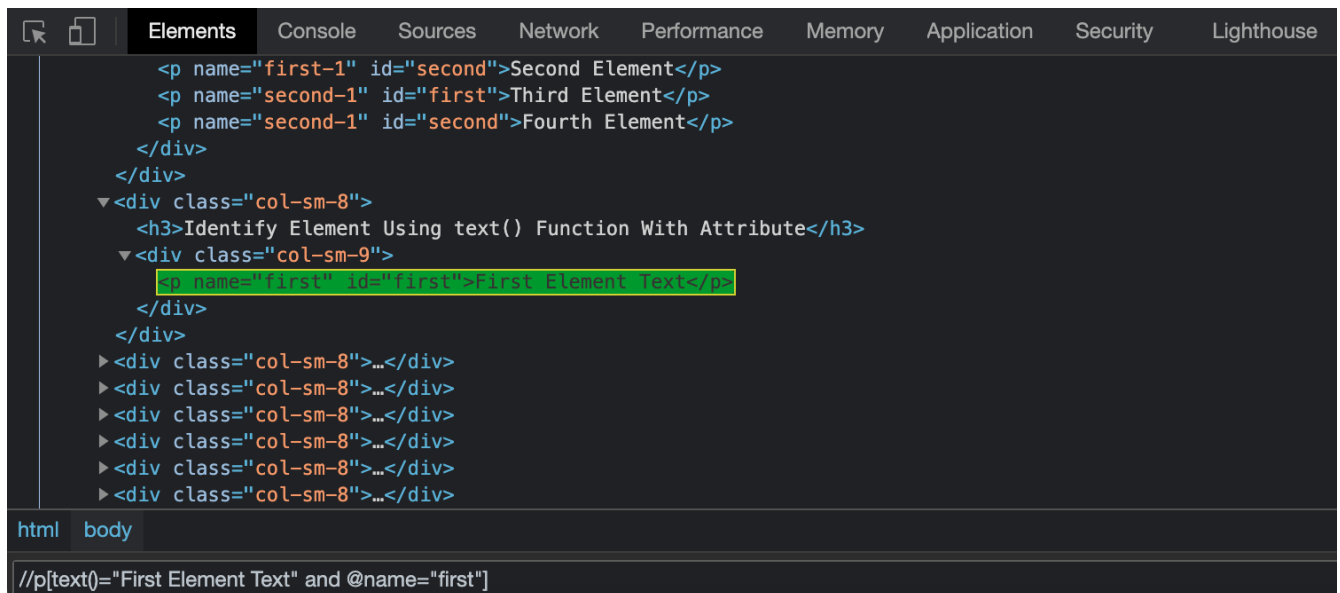 Elements Console Sources Network Performance Memory Application Security Lighthouse
<p name="first-1" id="second">Second Element</p>
<p name="second-1" id="first">Third Element</p>
<p name="second-1" id="second">Fourth Element</p>
</div>
</div>
<div class="col-sm-8">
<h3>Identify Element Using text() Function With Attribute</h3>
<div class="col-sm-9">
<p name="first" id="first">First Element Text</p>
</div>
</div>
<div class="col-sm-8">…</div>
<div class="col-sm-8">…</div>
<div class="col-sm-8">…</div>
<div class="col-sm-8">…</div>
<div class="col-sm-8">…</div>
<div class="col-sm-8">…</div>
html body
//p[text()="First Element Text" and @name="first"]